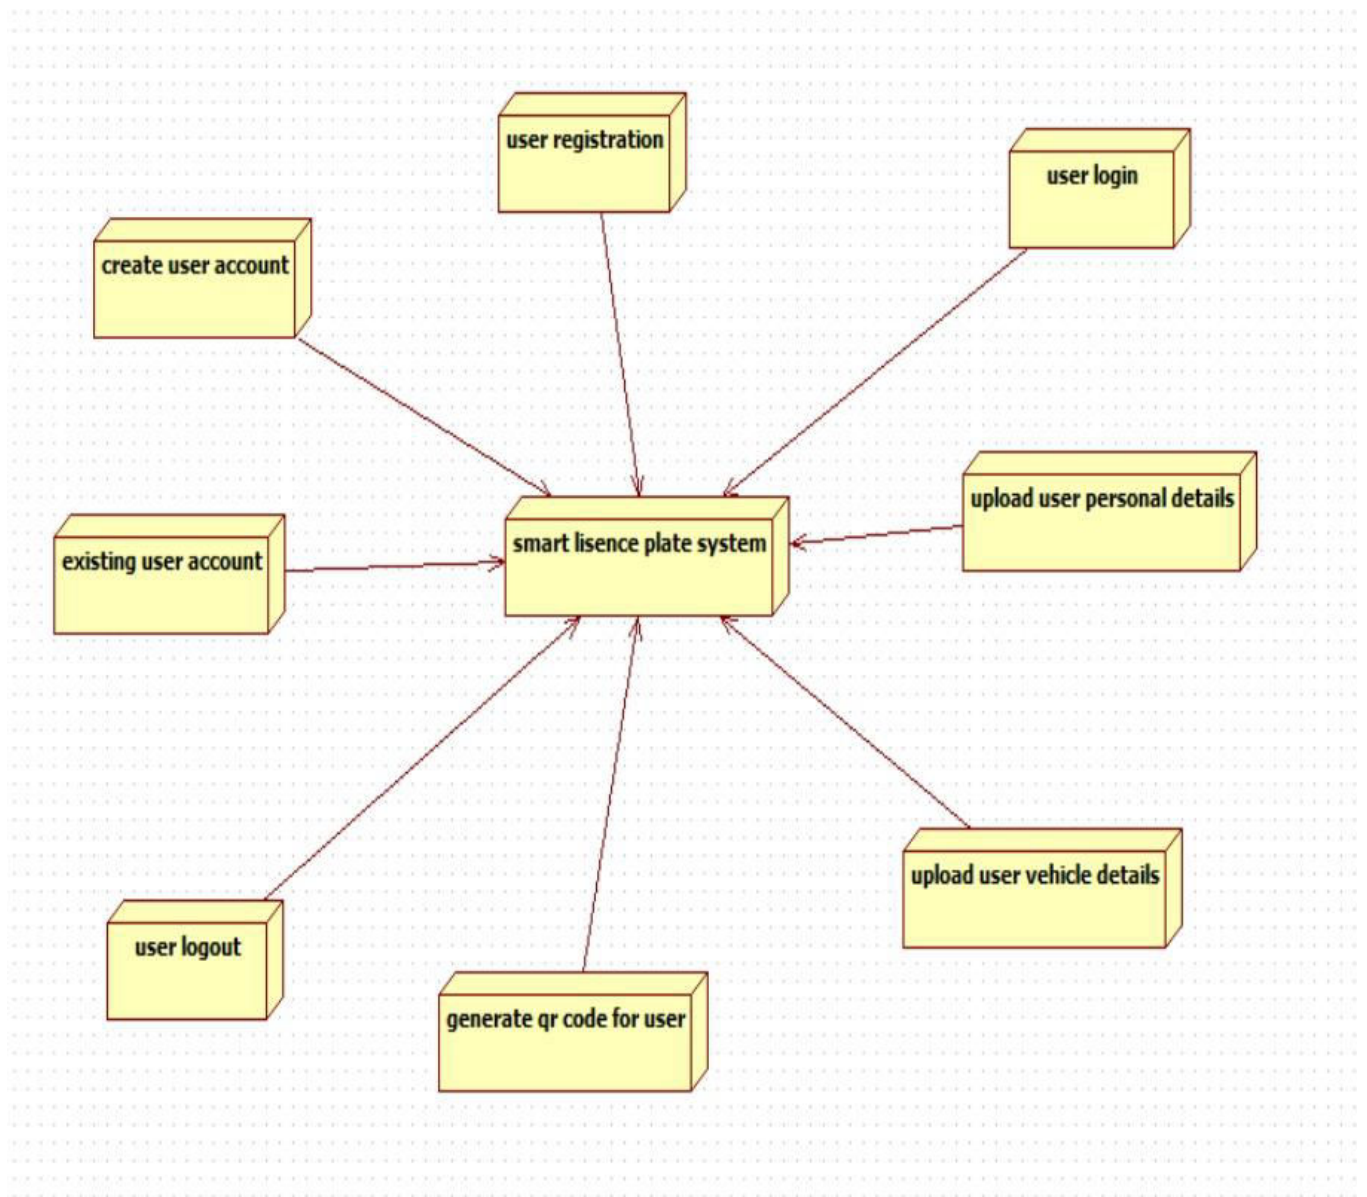 user registration
user login
create user account
upload user personal details
smart lisence plate system
existing user account
upload user vehicle details
user logout
generate qr code for user